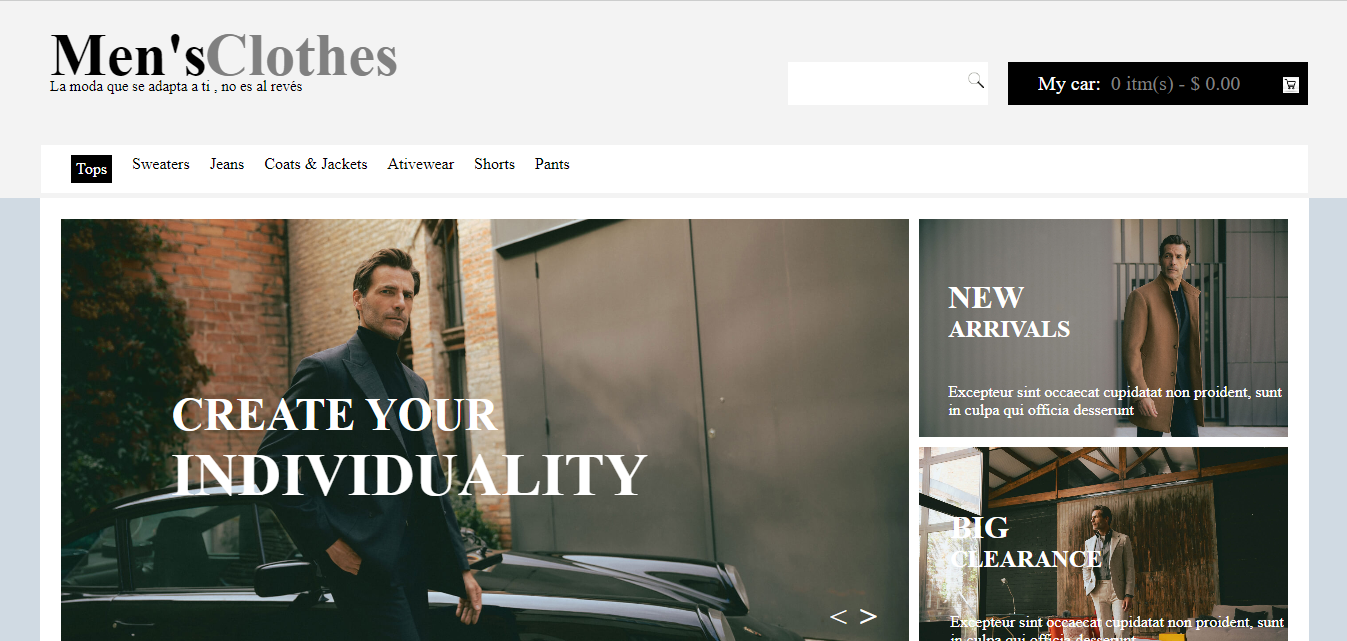 Men'sClothes
La moda que se adapta a ti , no es al revés
My car: 0 itm(s) - $ 0.00
Tops Sweaters Jeans Coats & Jackets Ativewear Shorts Pants
CREATE YOUR
INDIVIDUALITY
< >
NEW
ARRIVALS
Excepteur sint occaecat cupidatat non proident, sunt
in culpa qui officia desserunt
BIG
CLEARANCE
Excepteur sint occaecat cupidatat non proident, sunt
in culpa qui officia desserunt